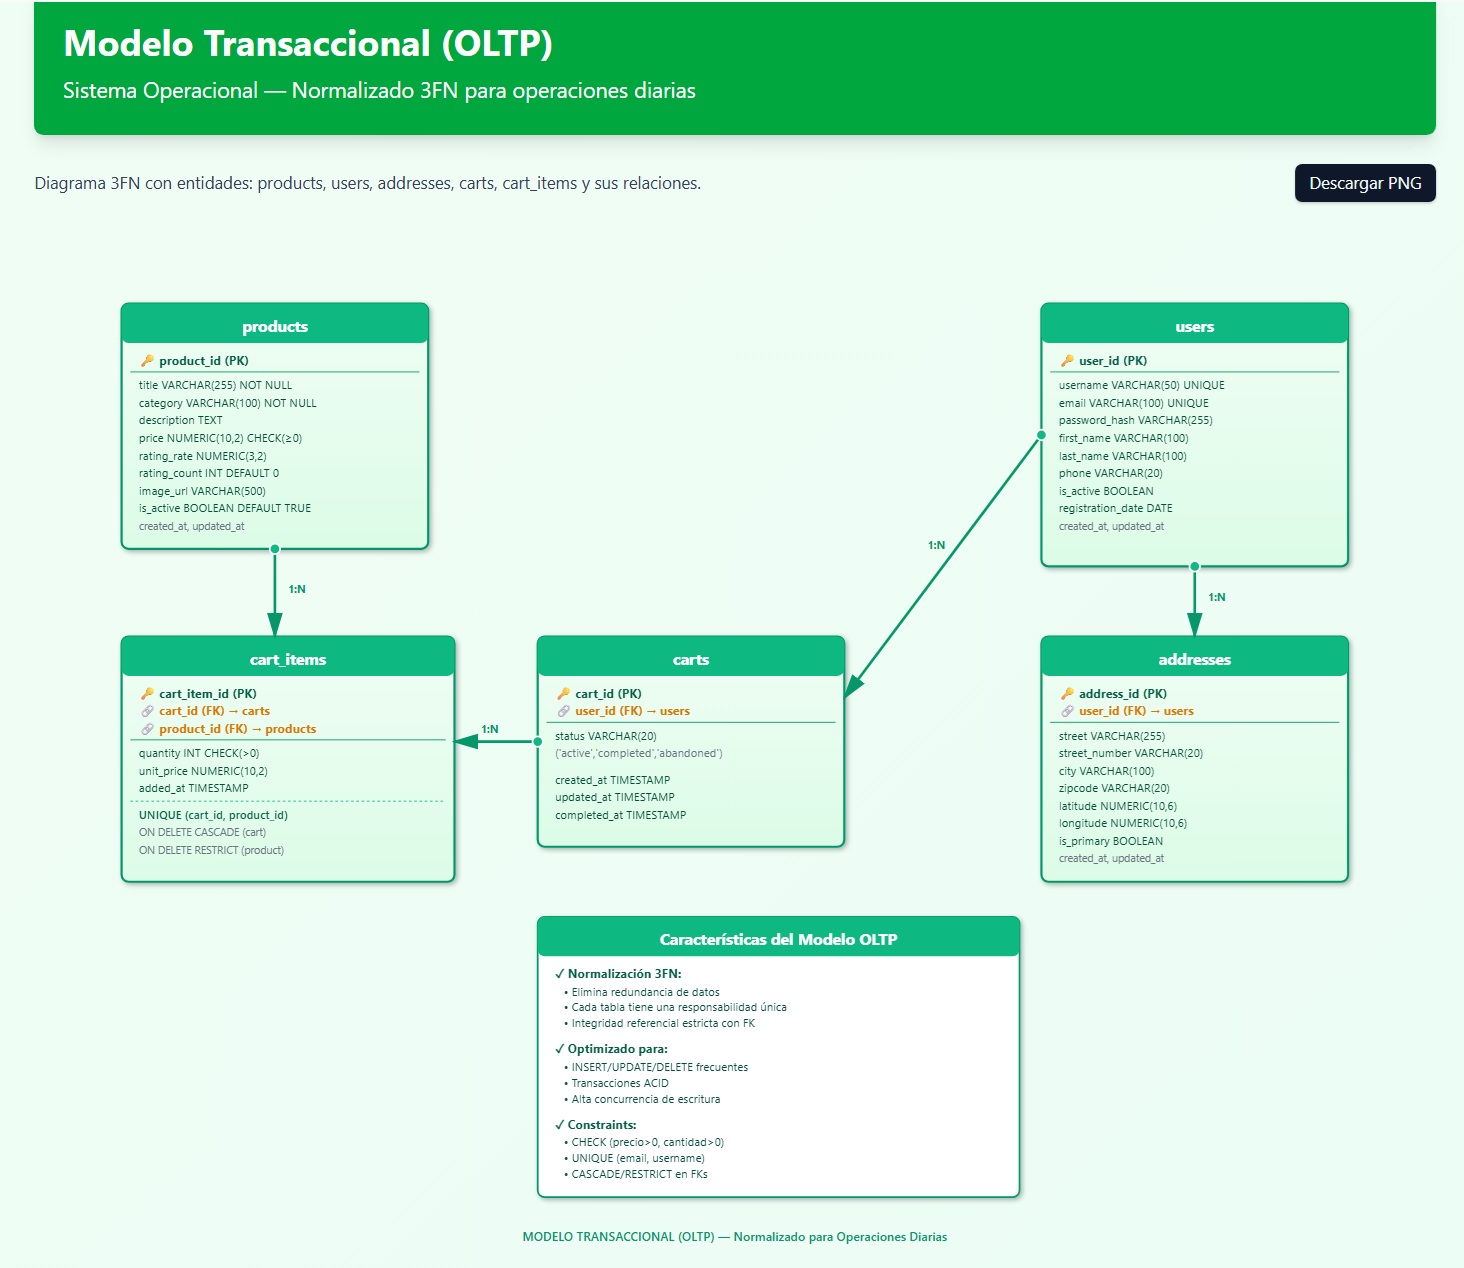 Modelo Transaccional (OLTP)
Sistema Operacional — Normalizado 3FN para operaciones diarias
Diagrama 3FN con entidades: products, users, addresses, carts, cart_items y sus relaciones.
Descargar PNG
products
🔑 product_id (PK)
title VARCHAR(255) NOT NULL
category VARCHAR(100) NOT NULL
description TEXT
price NUMERIC(10,2) CHECK(≥0)
rating_rate NUMERIC(3,2)
rating_count INT DEFAULT 0
image_url VARCHAR(500)
is_active BOOLEAN DEFAULT TRUE
created_at, updated_at
users
🔑 user_id (PK)
username VARCHAR(50) UNIQUE
email VARCHAR(100) UNIQUE
password_hash VARCHAR(255)
first_name VARCHAR(100)
last_name VARCHAR(100)
phone VARCHAR(20)
is_active BOOLEAN
registration_date DATE
created_at, updated_at
1:N
1:N
1:N
cart_items
🔑 cart_item_id (PK)
🔗 cart_id (FK) → carts
🔗 product_id (FK) → products
quantity INT CHECK(>0)
unit_price NUMERIC(10,2)
added_at TIMESTAMP
UNIQUE (cart_id, product_id)
ON DELETE CASCADE (cart)
ON DELETE RESTRICT (product)
1:N
carts
🔑 cart_id (PK)
🔗 user_id (FK) → users
status VARCHAR(20)
('active','completed','abandoned')
created_at TIMESTAMP
updated_at TIMESTAMP
completed_at TIMESTAMP
addresses
🔑 address_id (PK)
🔗 user_id (FK) → users
street VARCHAR(255)
street_number VARCHAR(20)
city VARCHAR(100)
zipcode VARCHAR(20)
latitude NUMERIC(10,6)
longitude NUMERIC(10,6)
is_primary BOOLEAN
created_at, updated_at
Características del Modelo OLTP
✓ Normalización 3FN:
• Elimina redundancia de datos
• Cada tabla tiene una responsabilidad única
• Integridad referencial estricta con FK
✓ Optimizado para:
• INSERT/UPDATE/DELETE frecuentes
• Transacciones ACID
• Alta concurrencia de escritura
✓ Constraints:
• CHECK (precio>0, cantidad>0)
• UNIQUE (email, username)
• CASCADE/RESTRICT en FKs
MODELO TRANSACCIONAL (OLTP) — Normalizado para Operaciones Diarias